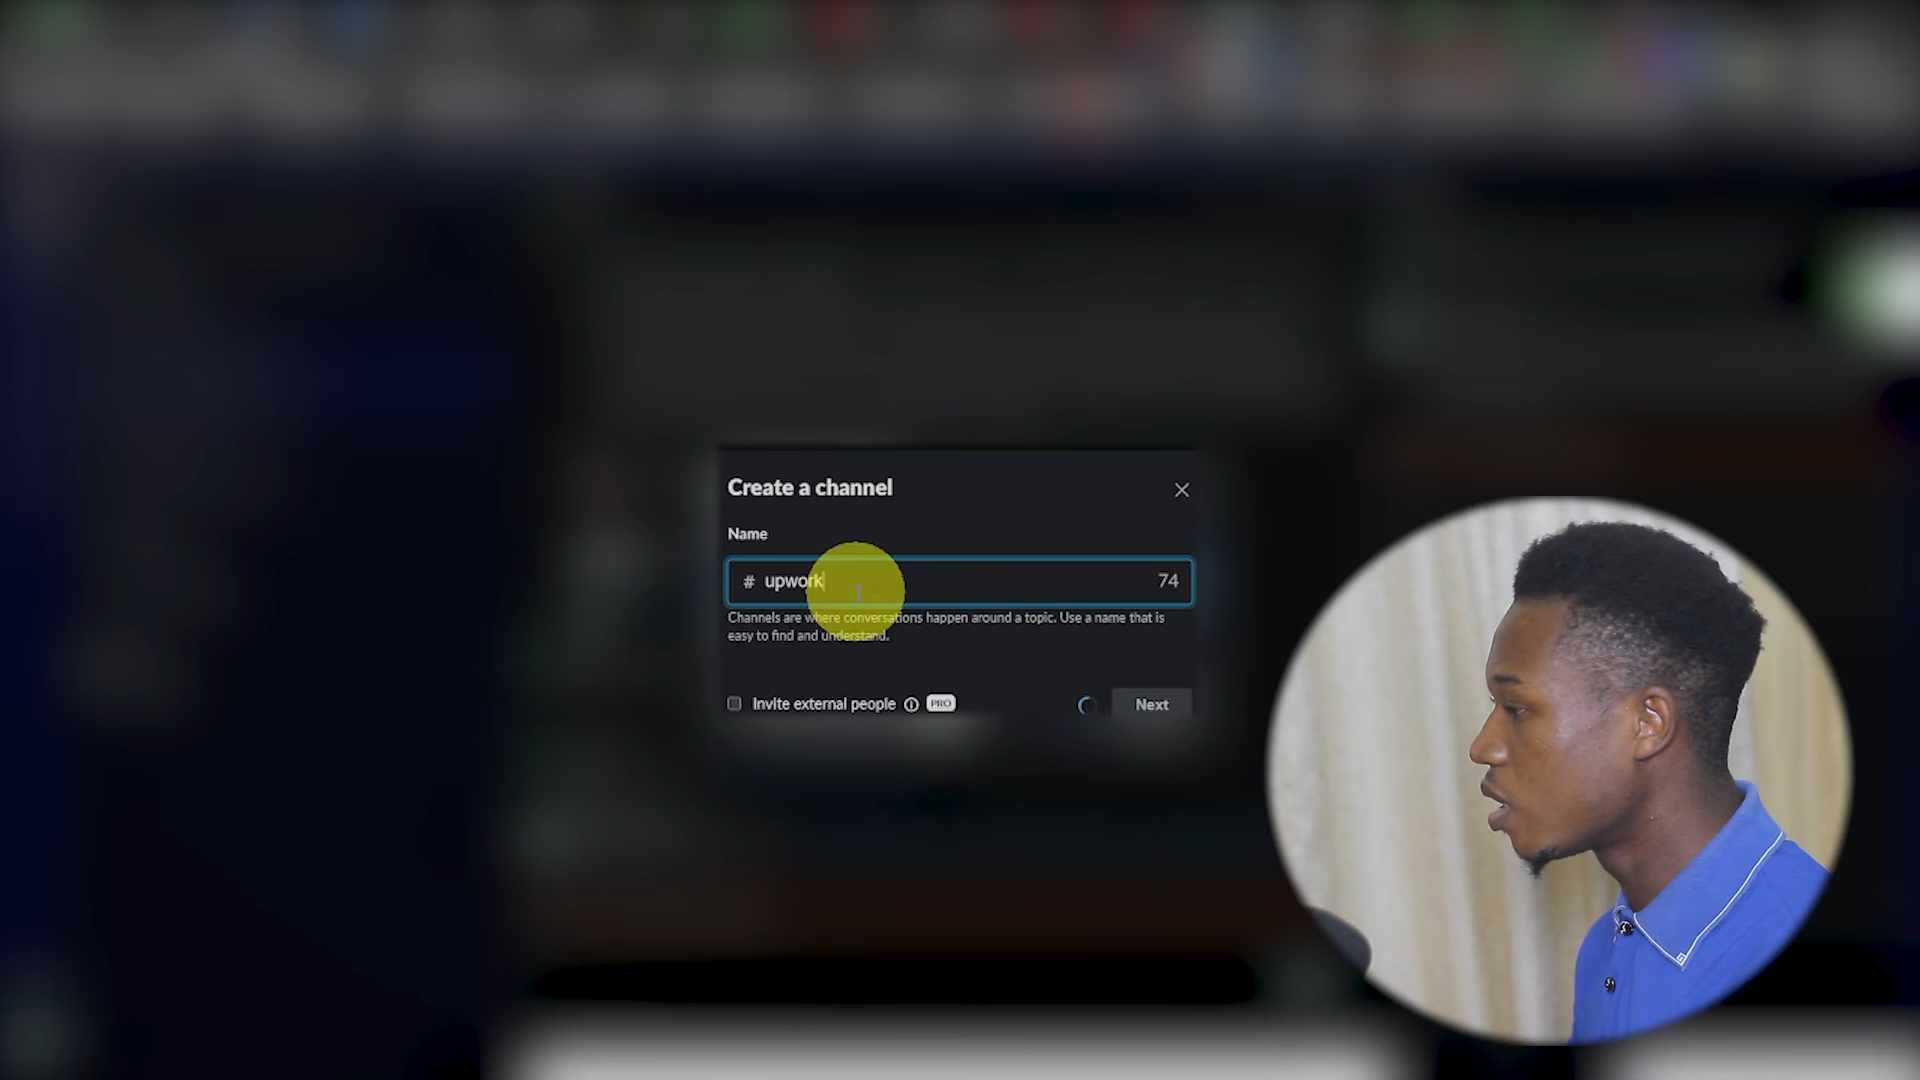 Create a channel
Name
# upwork 74
Channels are where conversations happen around a topic. Use a name that is
easy to find and understand.
Invite external people PRO
Next